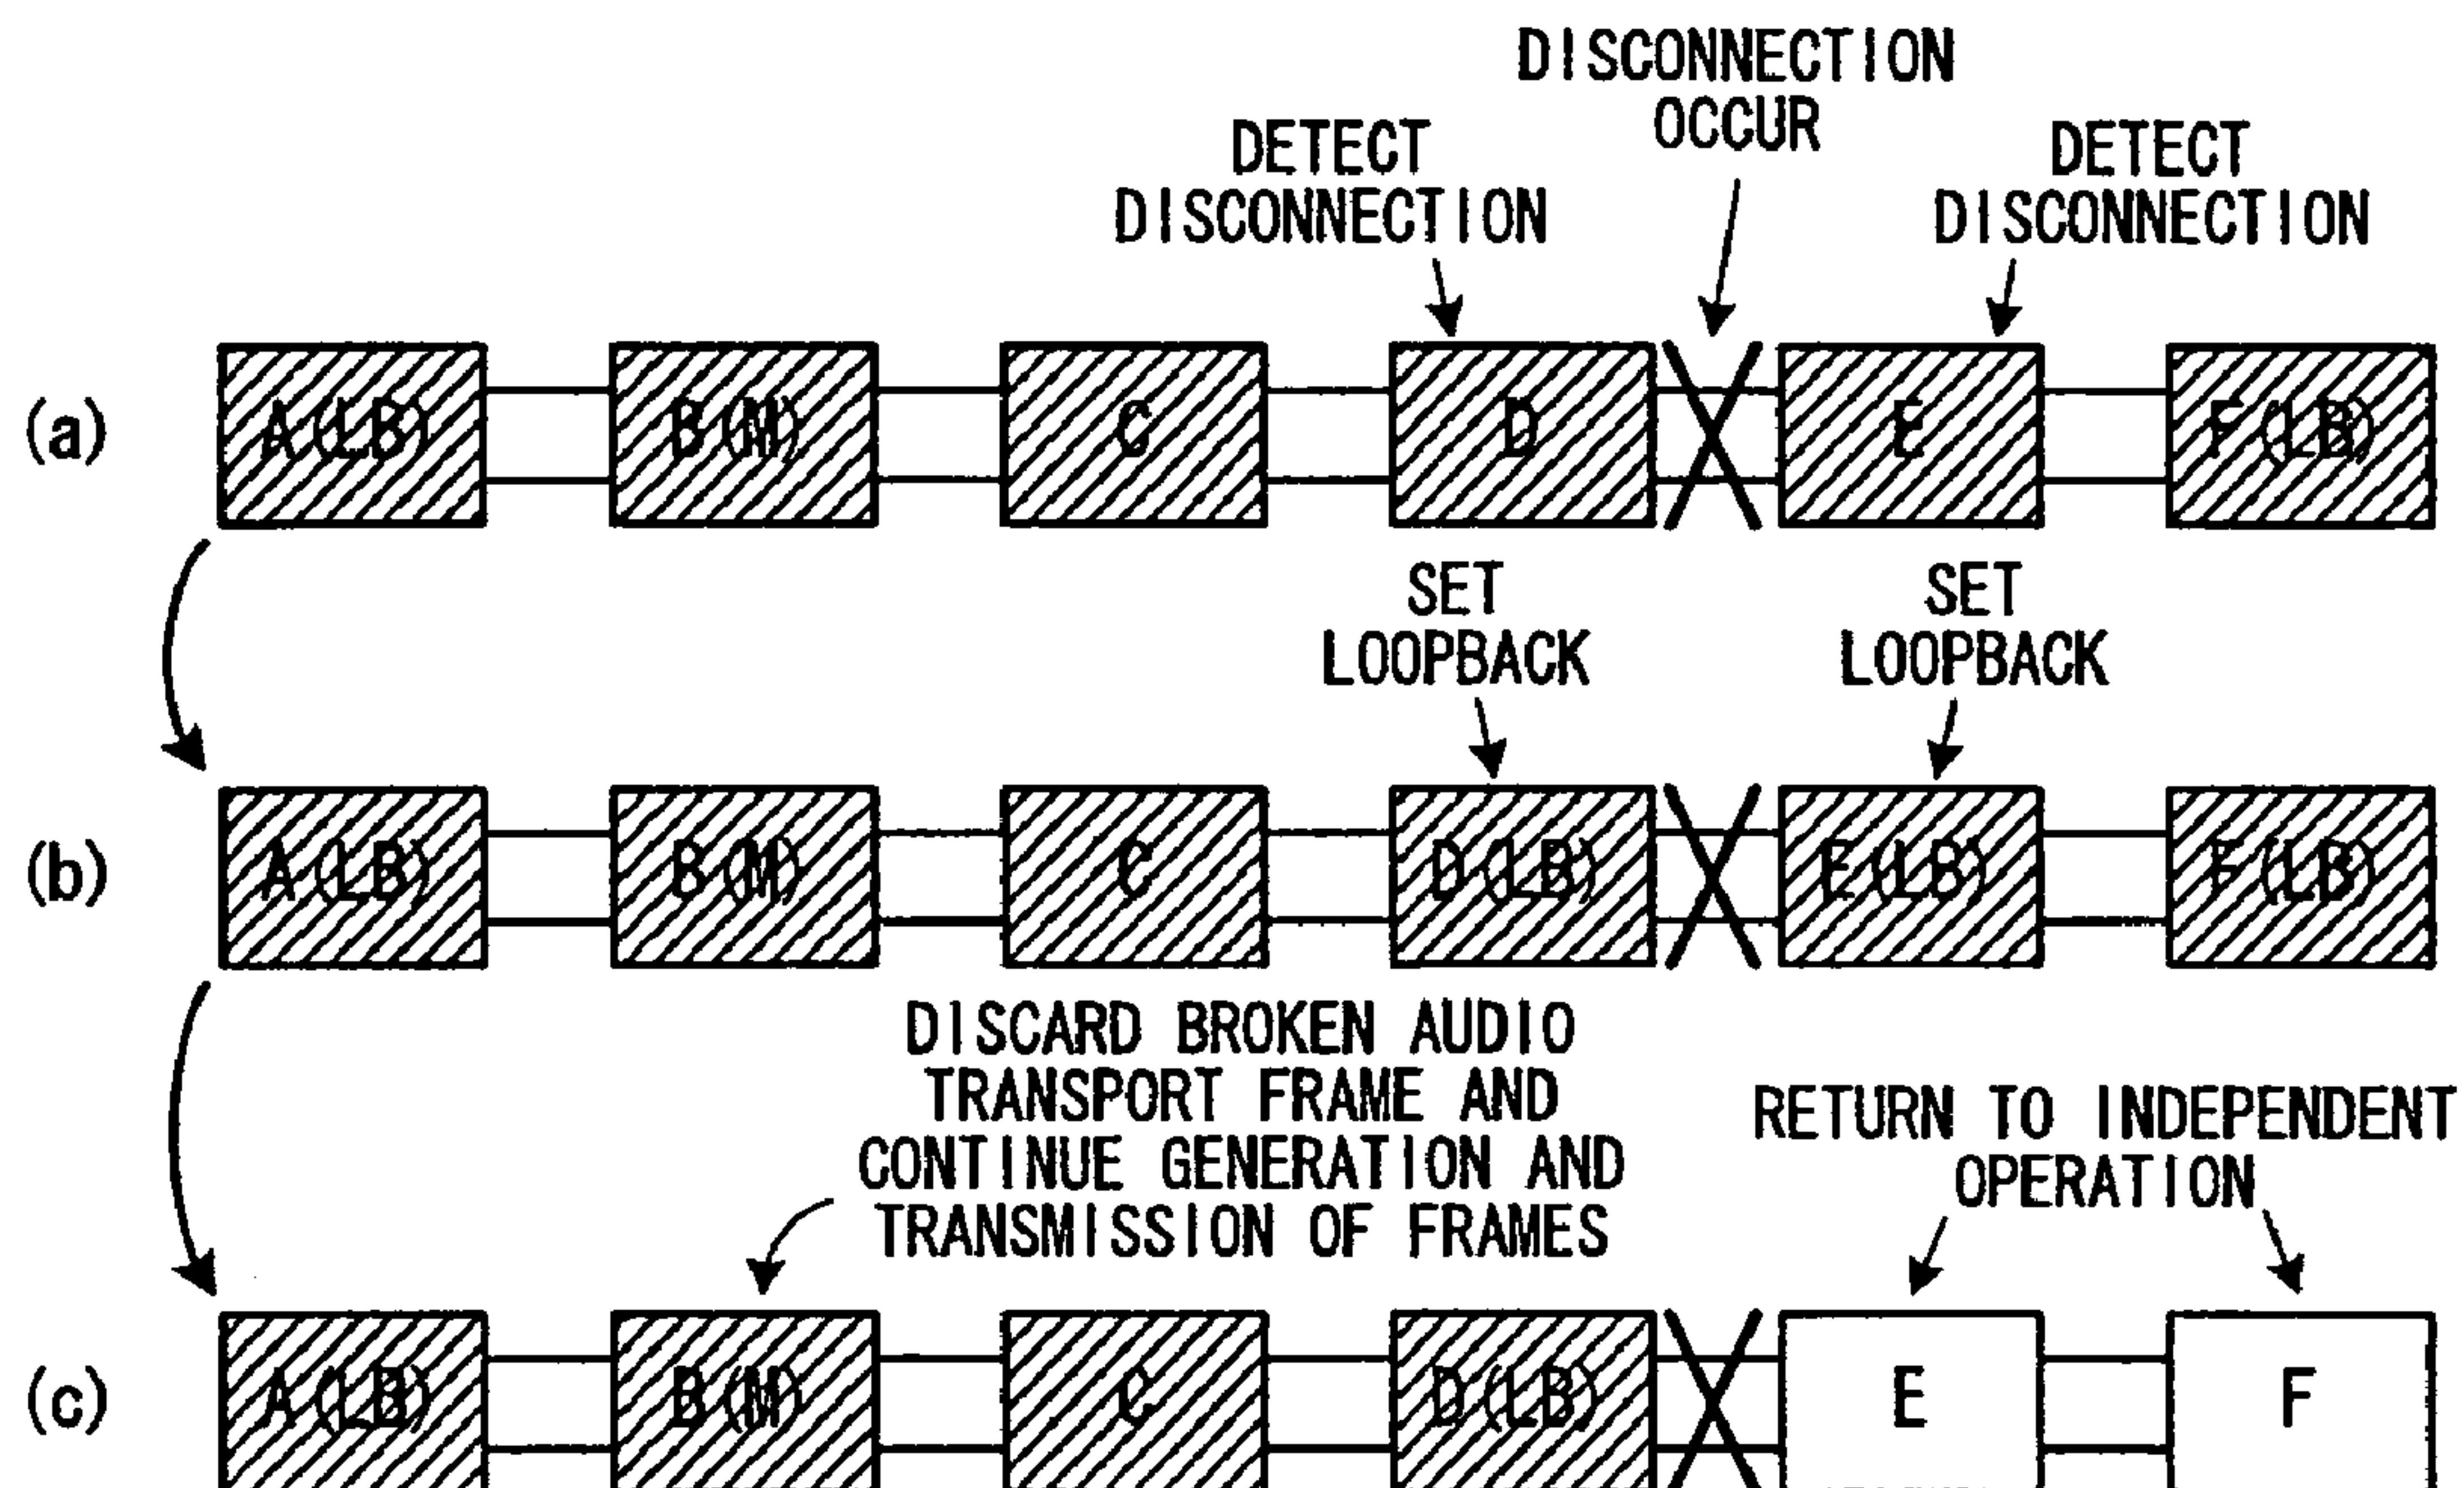 DISCONNECTION
OCCUR
DETECT
DISCONNECTION
DETECT
DISCONNECTION
(a)
A(LB)
B(M)
C
D
E
F(LB)
SET
LOOPBACK
SET
LOOPBACK
(b)
A(LB)
B(M)
C
D(LB)
E(LB)
F(LB)
DISCARD BROKEN AUDIO
TRANSPORT FRAME AND
CONTINUE GENERATION AND
TRANSMISSION OF FRAMES
RETURN TO INDEPENDENT
OPERATION
(c)
A(LB)
B(M)
C
D(LB)
E
F